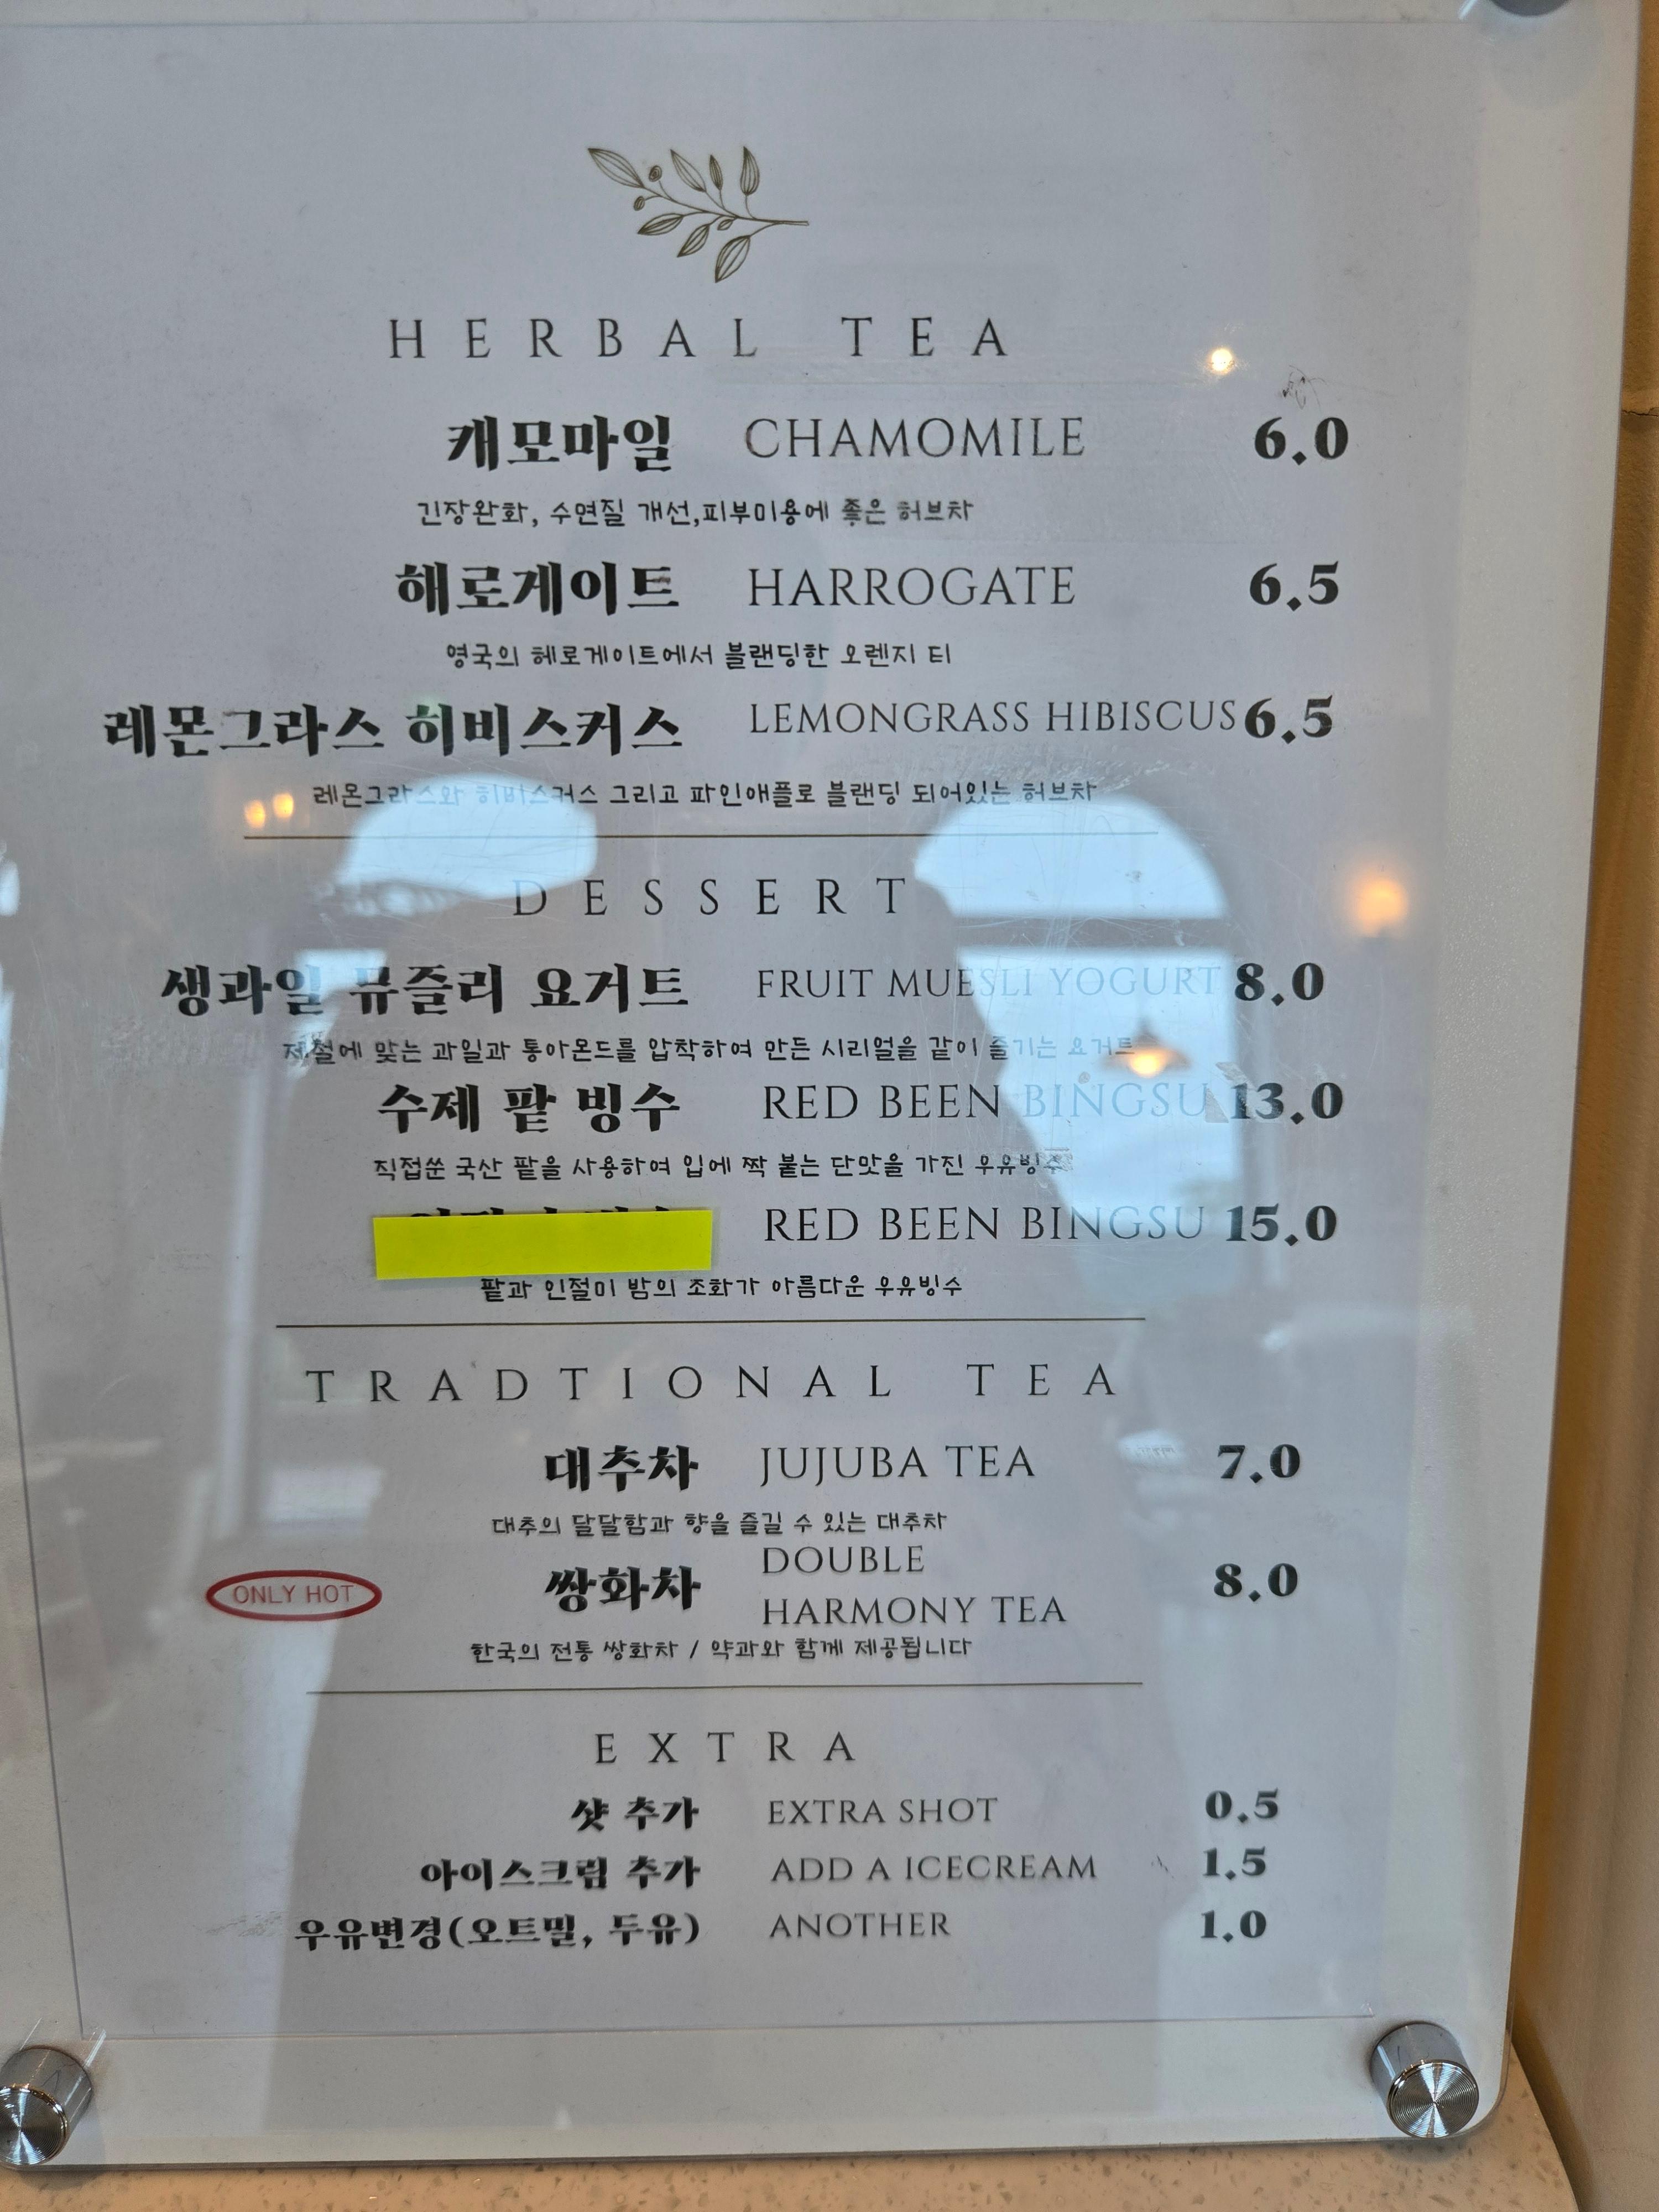 HERBAL TEA
캐모마일 CHAMOMILE 6.0
긴장완화, 수연질 개선,피부미용에 좋은 허브차
해로게이트 HARROGATE 6.5
영국의 헤로게이트에서 블랜딩한 오렌지 티
레몬그라스 히비스커스 LEMONGRASS HIBISCUS 6.5
레몬그라스와 히비스커스 그리고 파인애플로 블랜딩 되어있는 허브차
DESSERT
생과일 뮤즐리 요거트 FRUIT MUESLI YOGURT 8.0
제철에 맞는 과일과 통아몬드를 압착하여 만든 시리얼을 같이 즐기는 요거트
수제 팥 빙수 RED BEEN BINGSU 13.0
직접쑨 국산 팥을 사용하여 입에 짝 붙는 단맛을 가진 우유빙수
RED BEEN BINGSU 15.0
팥과 인절미 밤의 조화가 아름다운 우유빙수
TRADTIONAL TEA
대추차 JUJUBA TEA 7.0
대추의 달달함과 향을 즐길 수 있는 대추차
ONLY HOT 쌍화차 DOUBLE HARMONY TEA 8.0
한국의 전통 쌍화차 / 약과와 함께 제공됩니다
EXTRA
샷 추가 EXTRA SHOT 0.5
아이스크림 추가 ADD A ICECREAM 1.5
우유변경(오트밀, 두유) ANOTHER 1.0